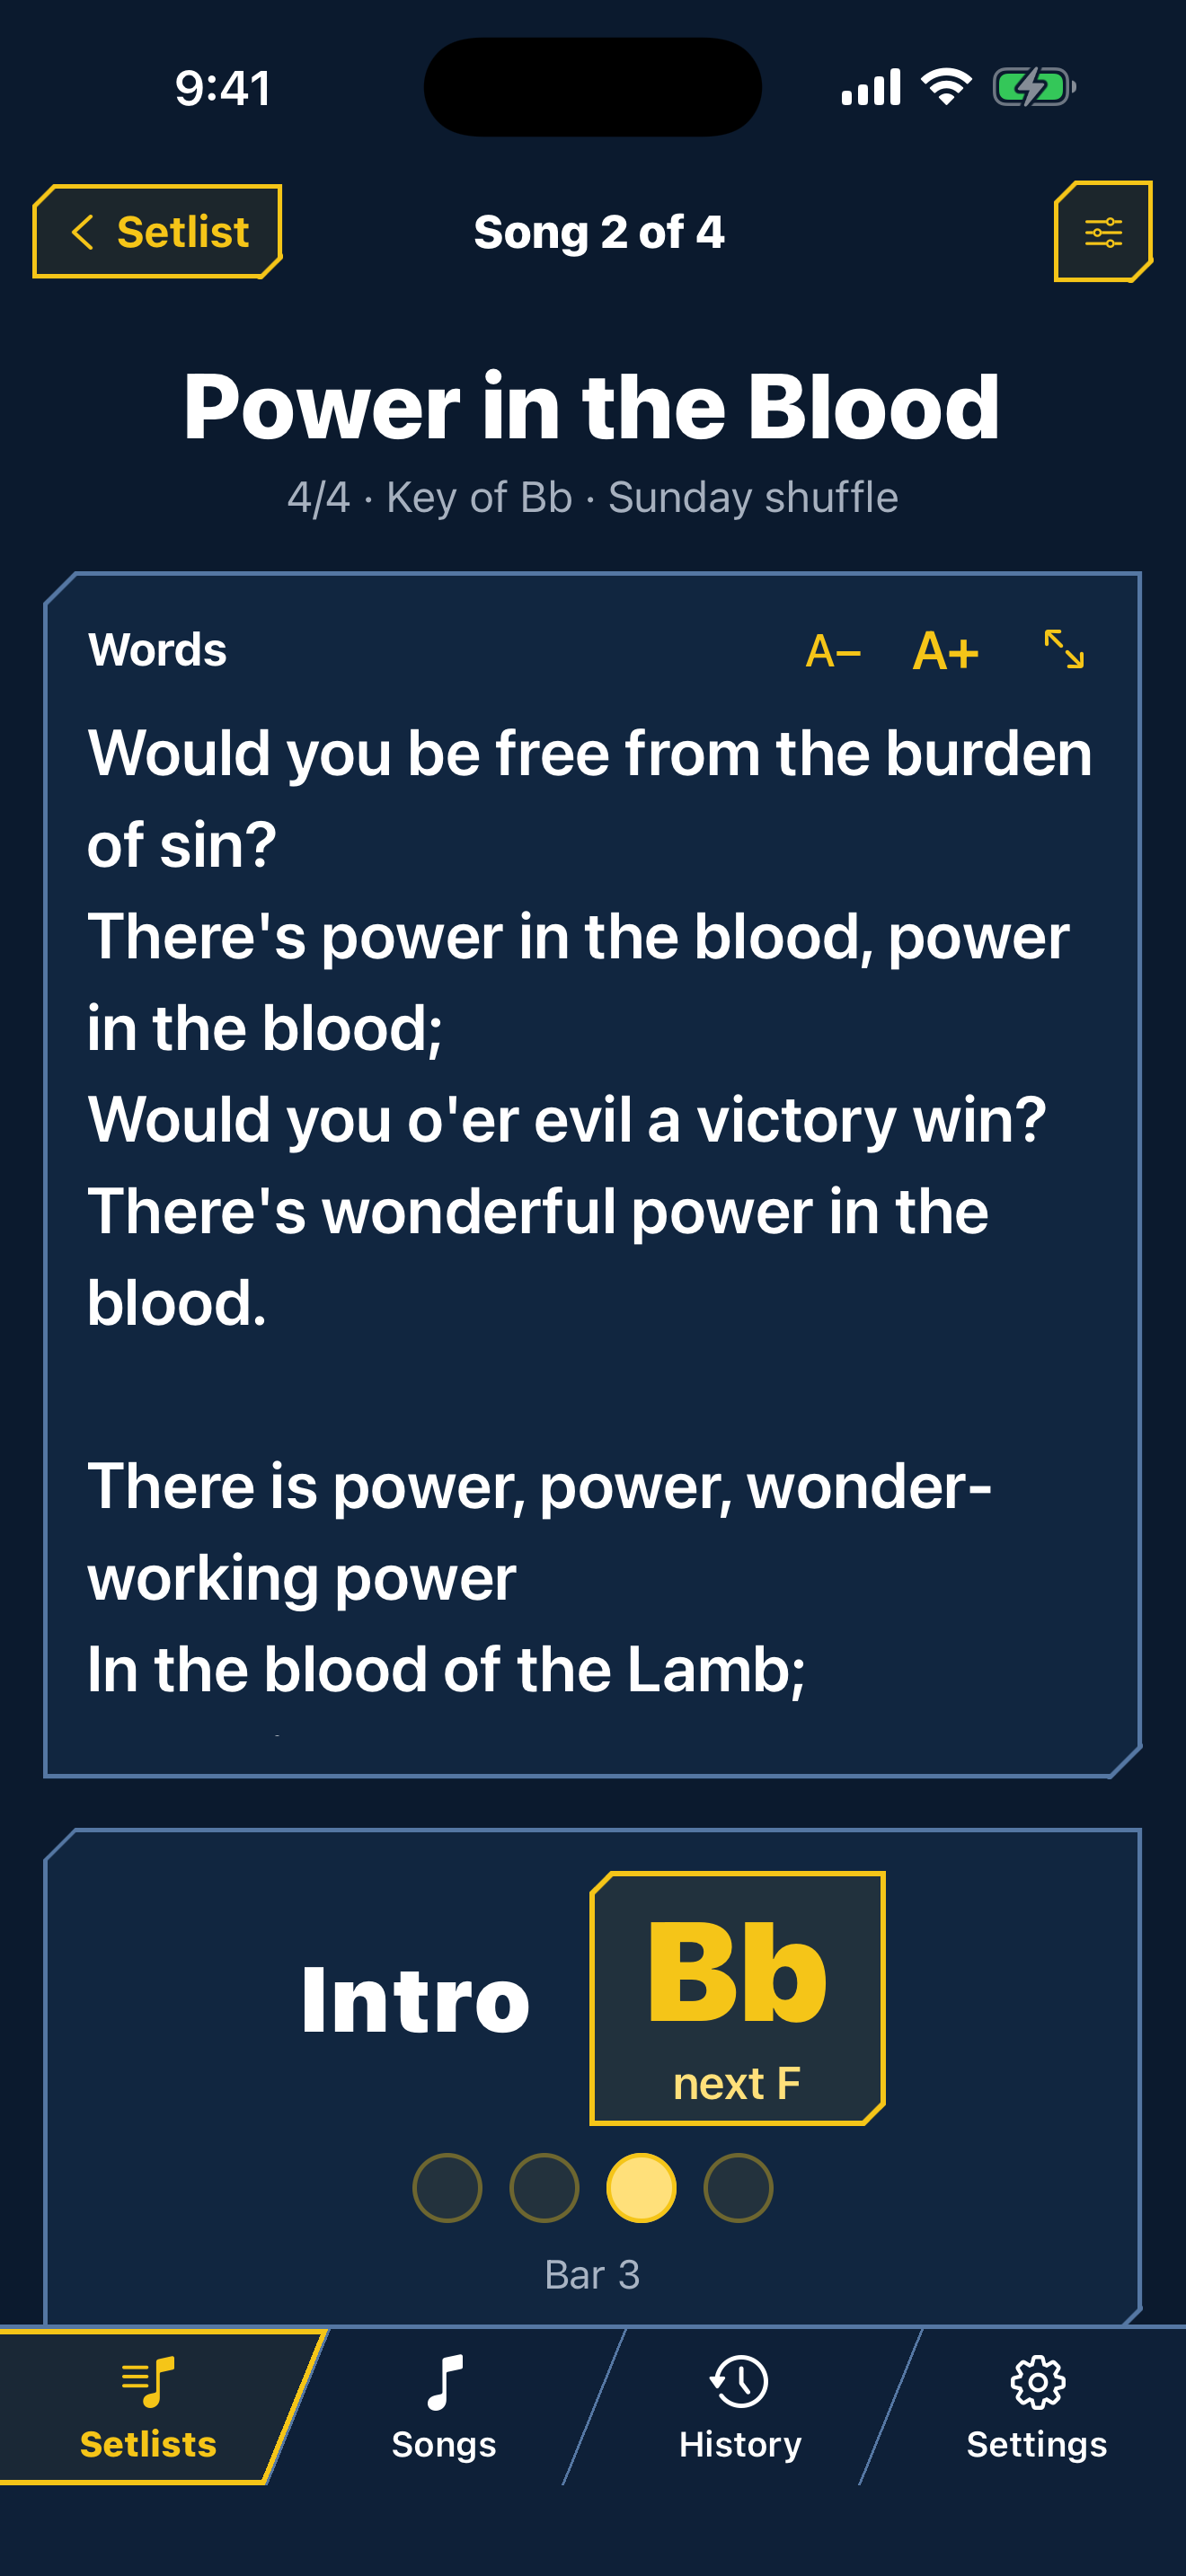 9:41
Setlist
Song 2 of 4
Power in the Blood
4/4 · Key of Bb · Sunday shuffle
Words
A–
A+
Would you be free from the burden
of sin?
There's power in the blood, power
in the blood;
Would you o'er evil a victory win?
There's wonderful power in the
blood.
There is power, power, wonder-
working power
In the blood of the Lamb;
Intro
Bb
next F
Bar 3
Setlists
Songs
History
Settings